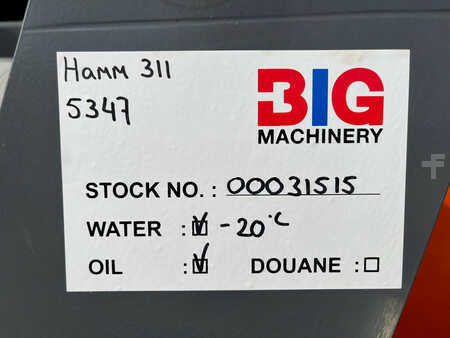 Hamm 311
5347
BIG
MACHINERY
STOCK NO. : 00031515
WATER : ☑ -20°C
OIL : ☑ DOUANE : ☐
f